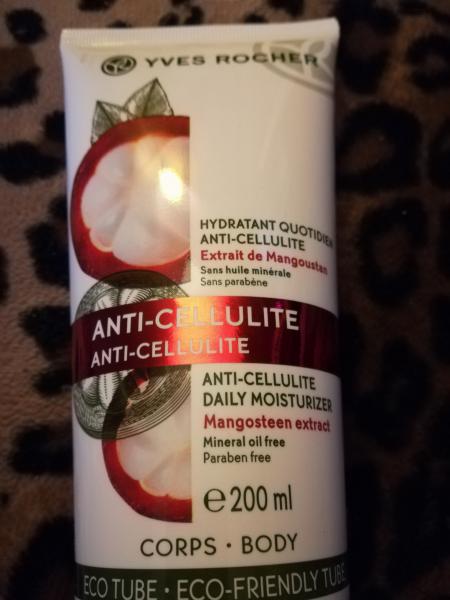 YVES ROCHER
HYDRATANT QUOTIDIEN
ANTI-CELLULITE
Extrait de Mangoustan
Sans huile minérale
Sans parabène
ANTI-CELLULITE
ANTI-CELLULITE
ANTI-CELLULITE
DAILY MOISTURIZER
Mangosteen extract
Mineral oil free
Paraben free
℮ 200 ml
CORPS · BODY
ECO TUBE · ECO-FRIENDLY TUBE